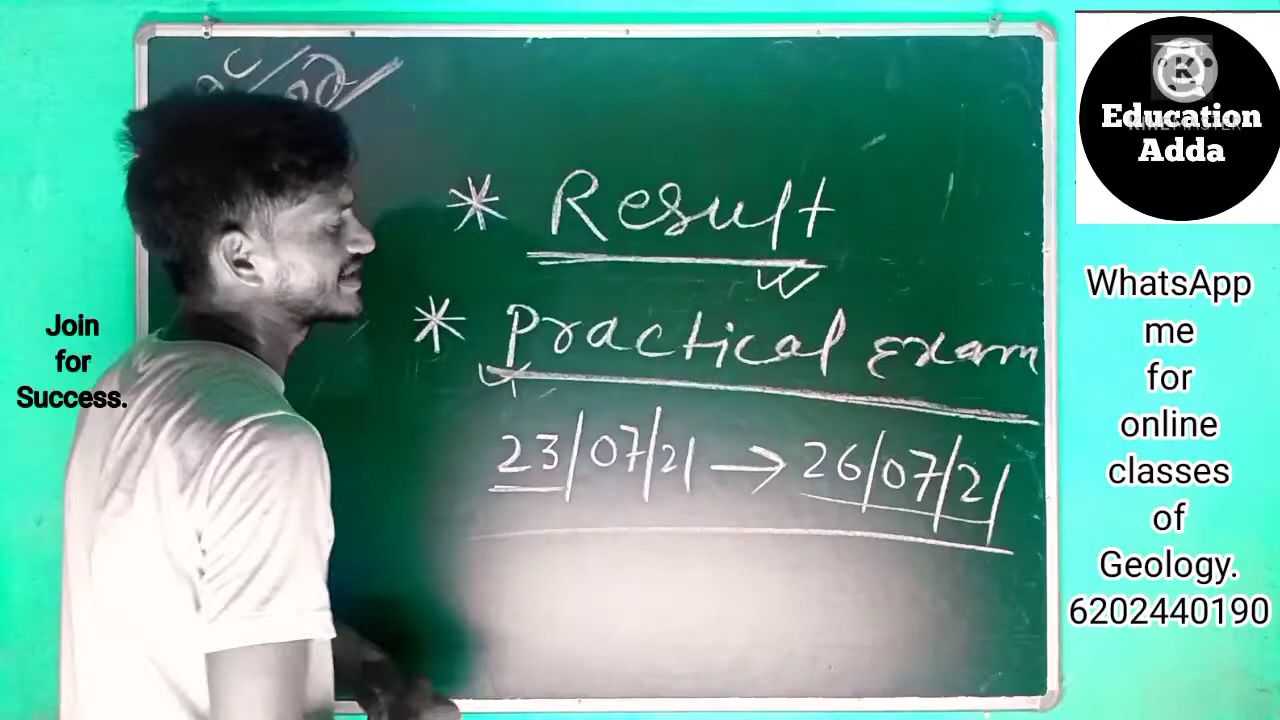 * Result
* Practical exam
23/07/21 → 26/07/21
Join
for
Success.
K
Education
Adda
WhatsApp
me
for
online
classes
of
Geology.
6202440190